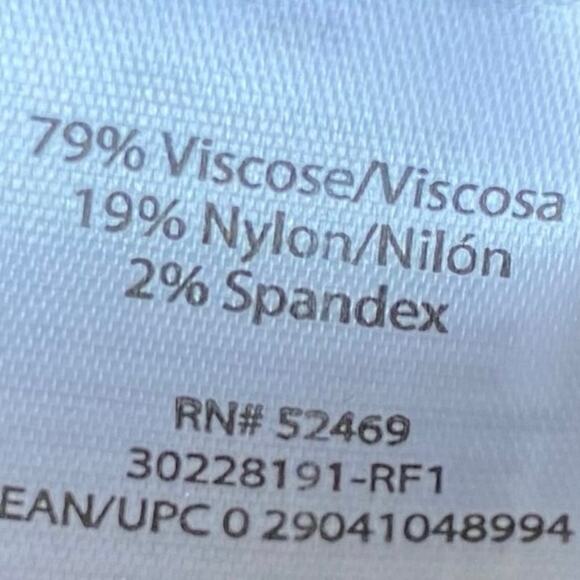 79% Viscose/Viscosa
19% Nylon/Nilón
2% Spandex
RN# 52469
30228191-RF1
EAN/UPC 0 29041048994